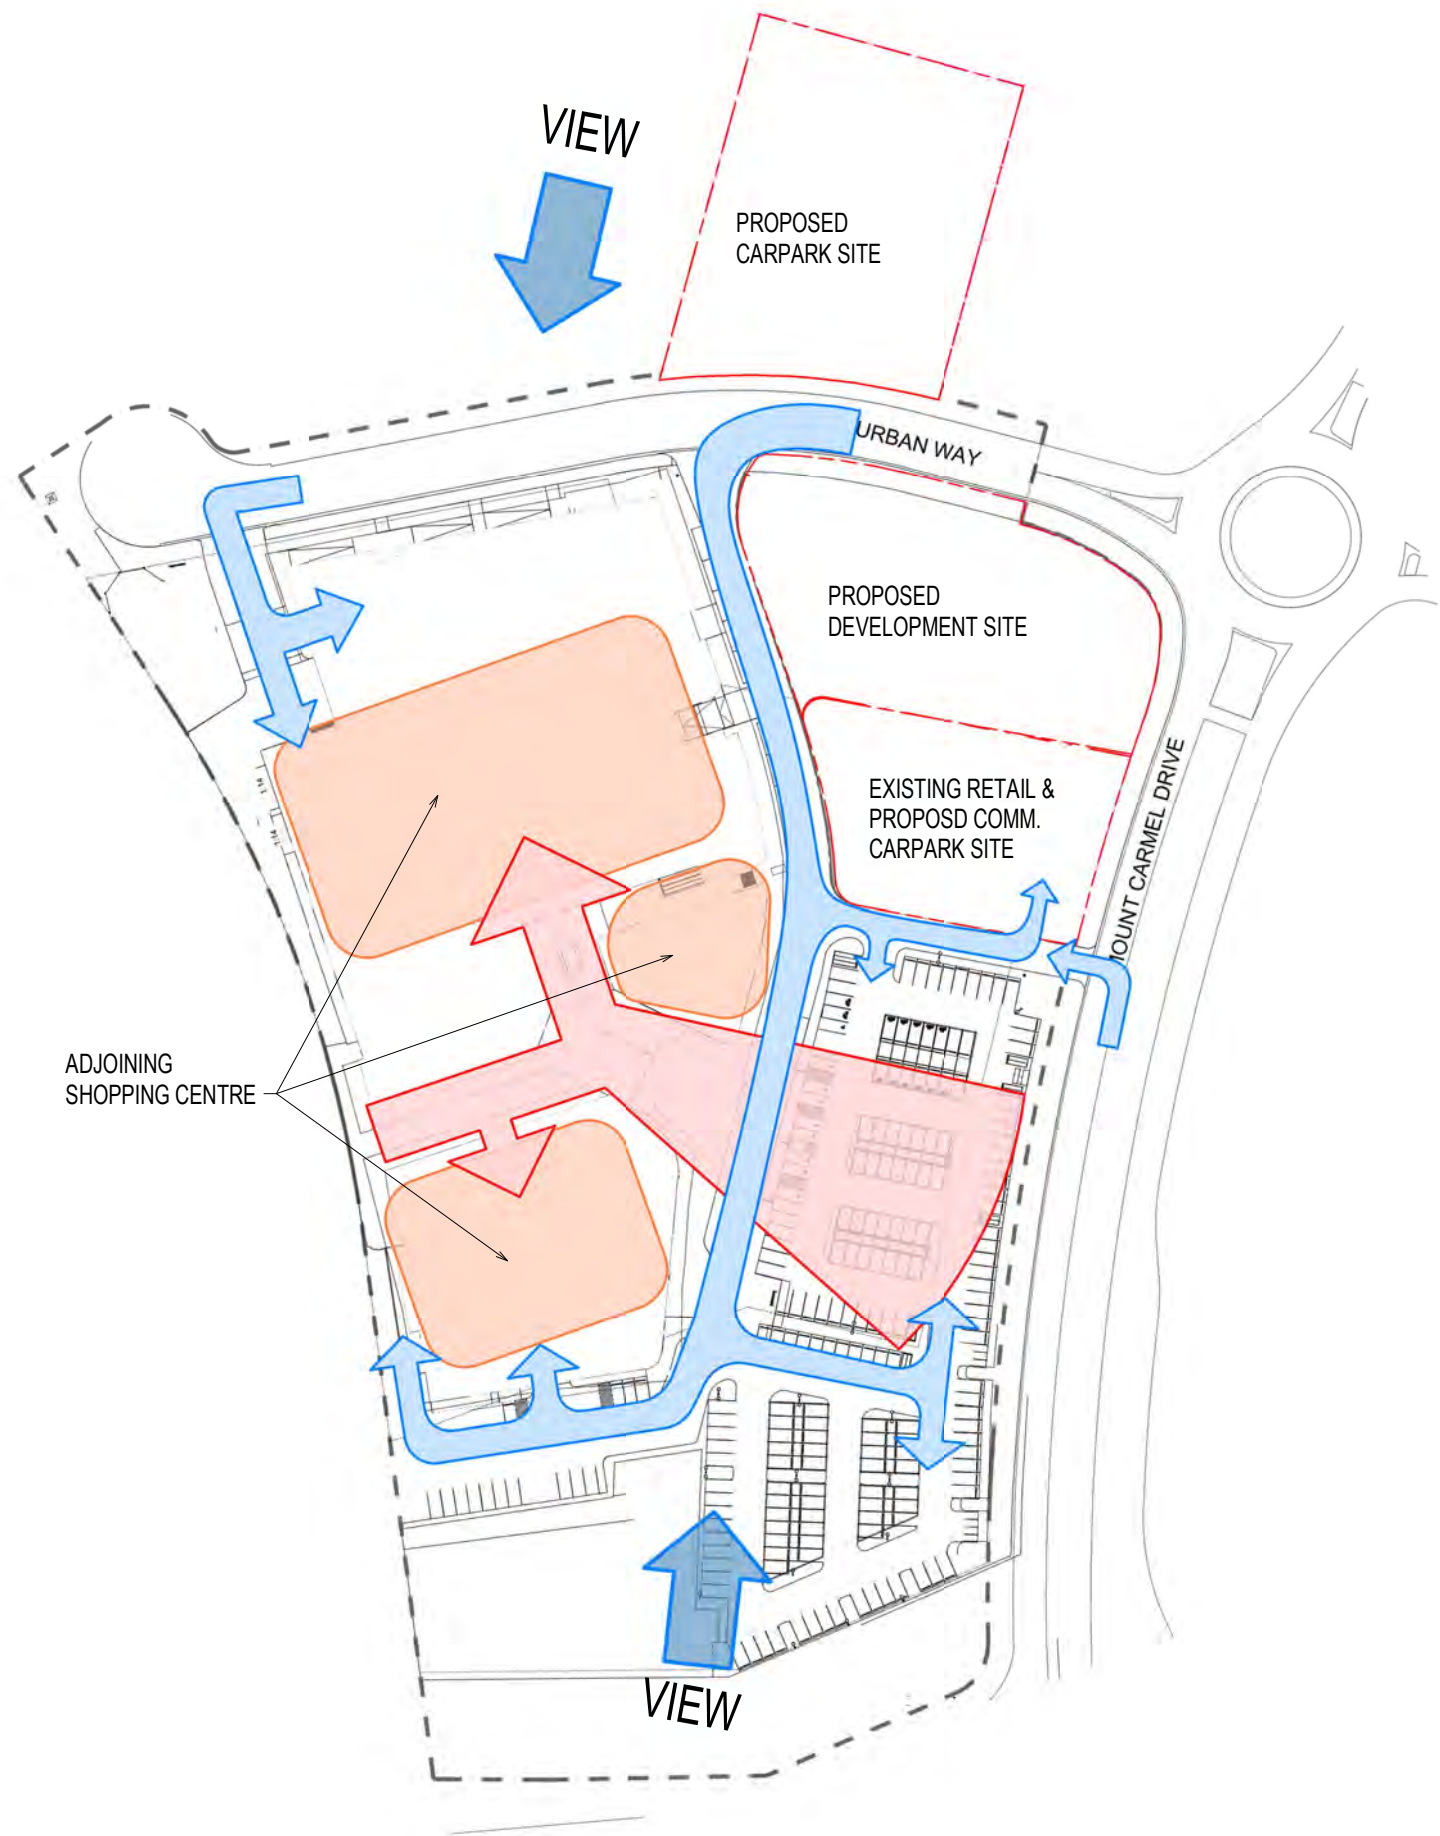 VIEW
PROPOSED
CARPARK SITE
URBAN WAY
PROPOSED
DEVELOPMENT SITE
EXISTING RETAIL &
PROPOSD COMM.
CARPARK SITE
MOUNT CARMEL DRIVE
ADJOINING
SHOPPING CENTRE
VIEW